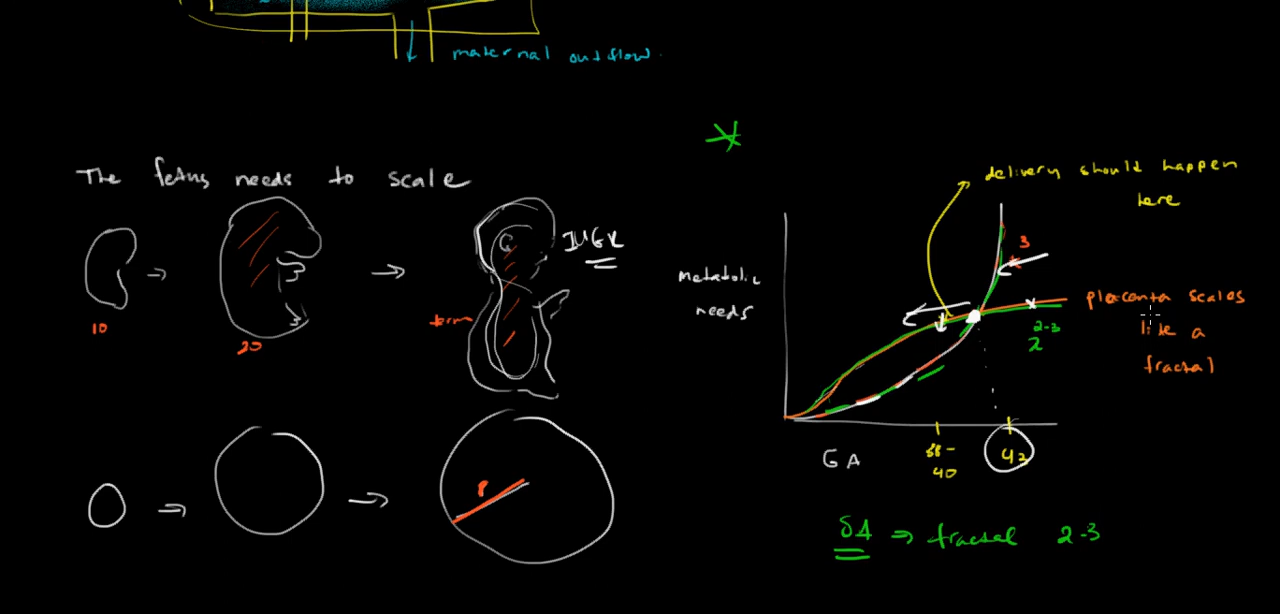 maternal outflow.
The fetus needs to scale
10
20
term
IUGR
r
delivery should happen
here
metabolic
needs
3
placenta scales
like a
fractal
2-3
2
GA
38-
40
42
SA ⇒ fractal 2-3